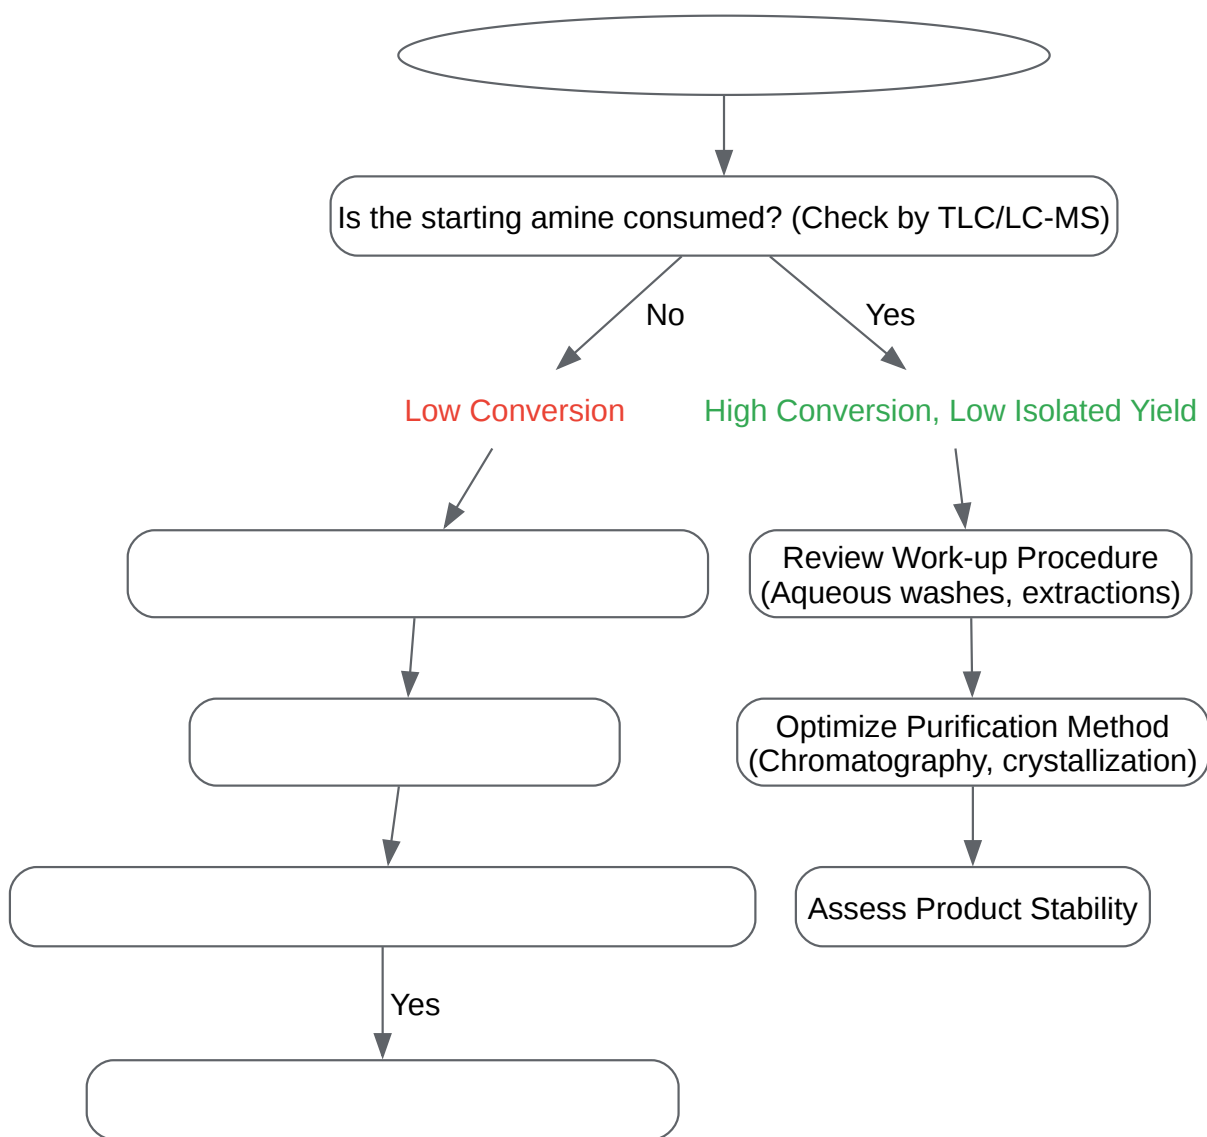 Is the starting amine consumed? (Check by TLC/LC-MS)
No
Yes
Low Conversion
High Conversion, Low Isolated Yield
Review Work-up Procedure
(Aqueous washes, extractions)
Optimize Purification Method
(Chromatography, crystallization)
Assess Product Stability
Yes